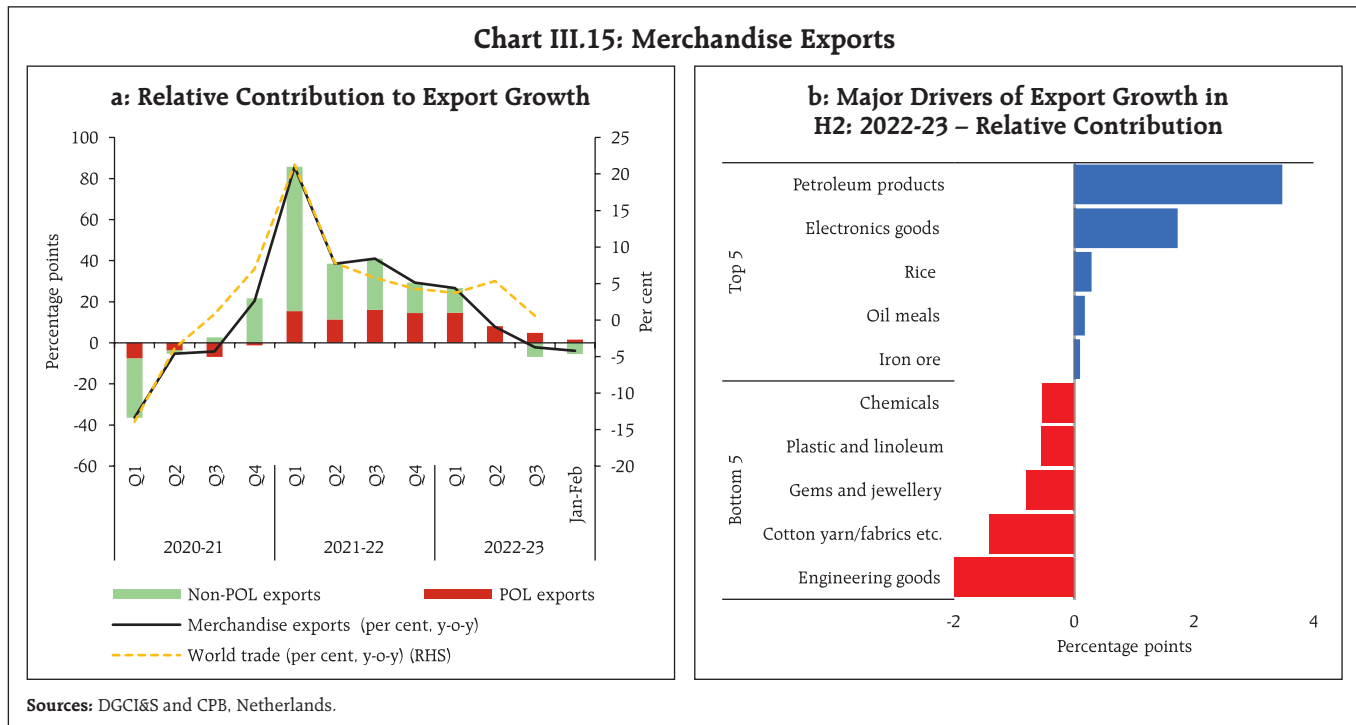 Chart III.15: Merchandise Exports
a: Relative Contribution to Export Growth
100
80
60
40
20
0
-20
-40
-60
Percentage points
25
20
15
10
5
0
-5
-10
-15
-20
Per cent
Q1
Q2
Q3
Q4
Q1
Q2
Q3
Q4
Q1
Q2
Q3
Jan-Feb
2020-21
2021-22
2022-23
Non-POL exports
POL exports
Merchandise exports (per cent, y-o-y)
World trade (per cent, y-o-y) (RHS)
b: Major Drivers of Export Growth in
H2: 2022-23 – Relative Contribution
Top 5
Petroleum products
Electronics goods
Rice
Oil meals
Iron ore
Bottom 5
Chemicals
Plastic and linoleum
Gems and jewellery
Cotton yarn/fabrics etc.
Engineering goods
-2
0
2
4
Percentage points
Sources: DGCI&S and CPB, Netherlands.